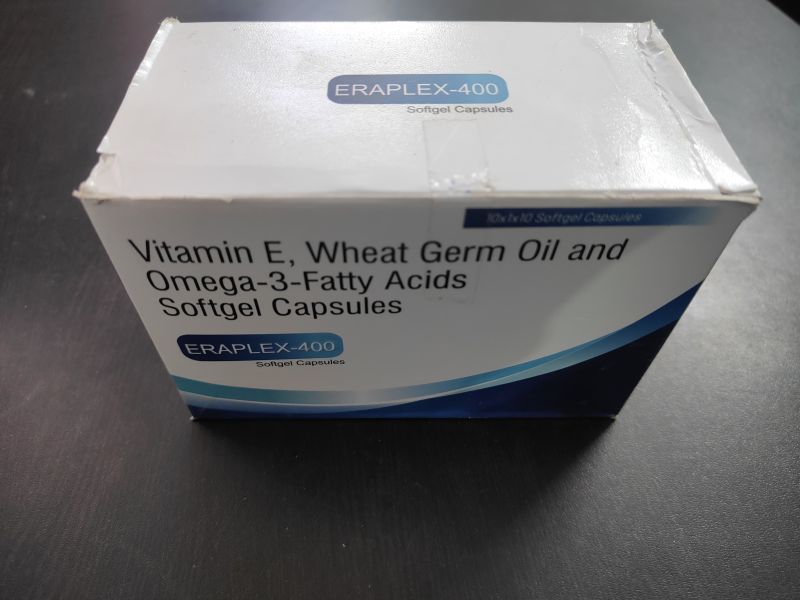 ERAPLEX-400
Softgel Capsules
10x1x10 Softgel Capsules
Vitamin E, Wheat Germ Oil and
Omega-3-Fatty Acids
Softgel Capsules
ERAPLEX-400
Softgel Capsules